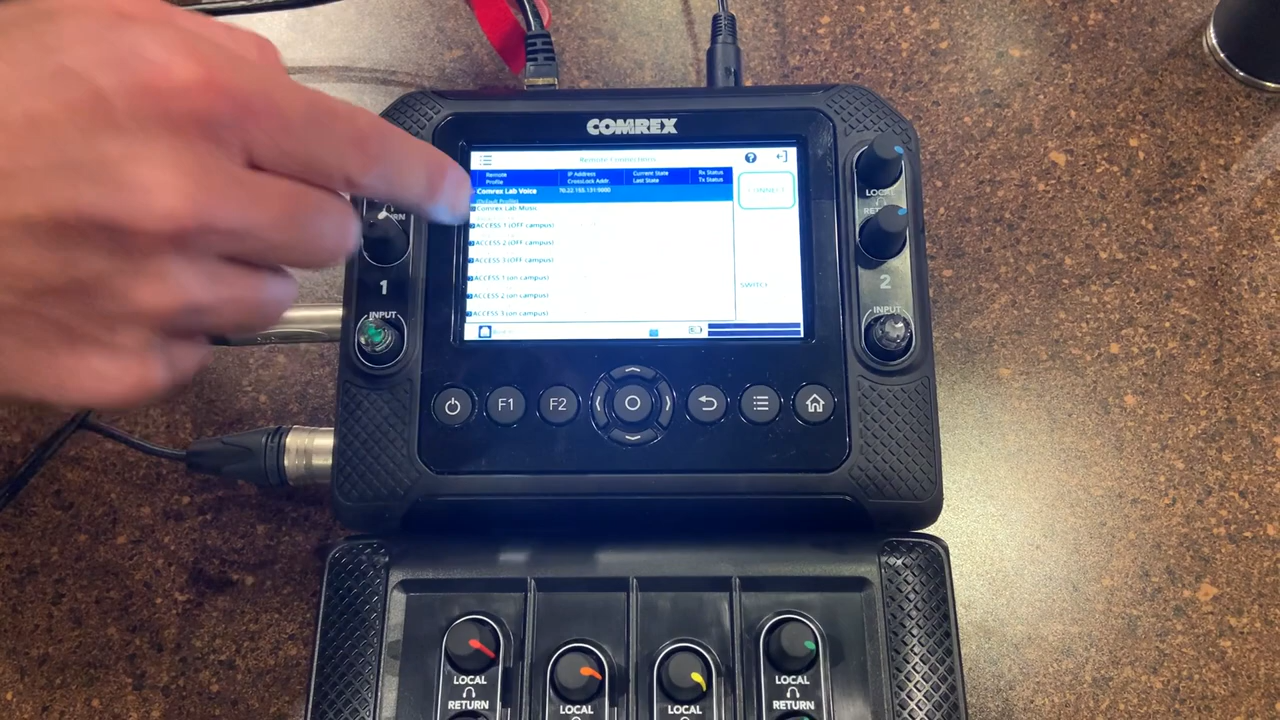 COMREX
Remote Connections
Remote IP Address Current State Rx Status
Profile CrossLock Addr Last State Tx Status
Comrex Lab Voice
(Default Profile)
CONNECT
Comrex Lab Music
ACCESS 1 (OFF campus)
ACCESS 2 (OFF campus)
ACCESS 3 (OFF campus)
ACCESS 1 (on campus)
ACCESS 2 (on campus)
ACCESS 3 (on campus)
SWITCH
LOCAL
1
2
INPUT
INPUT
F1
F2
LOCAL
RETURN
LOCAL
LOCAL
LOCAL
RETURN